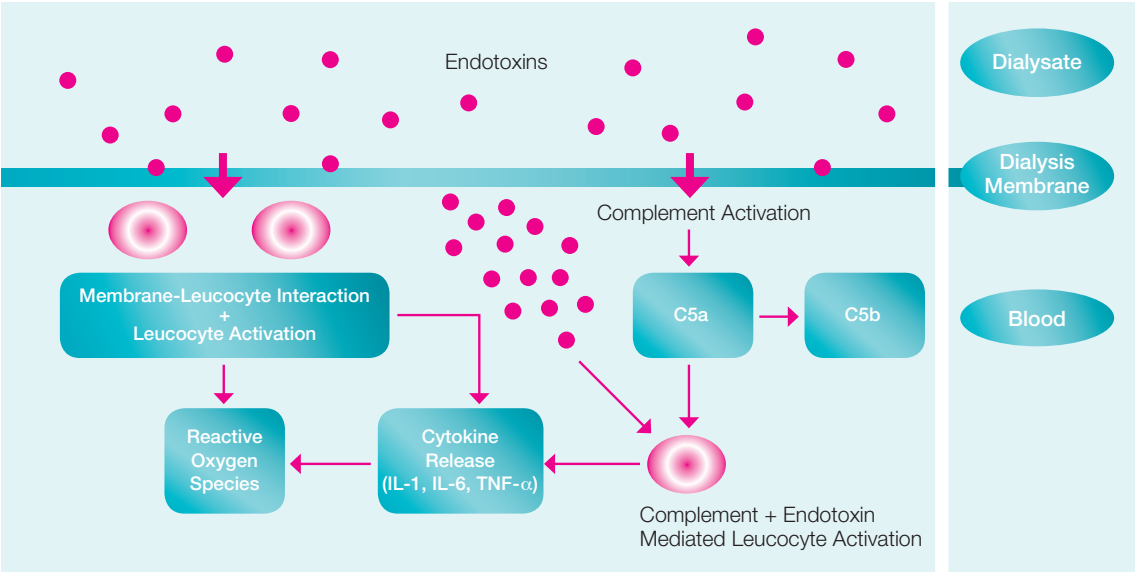 Endotoxins
Dialysate
Dialysis
Membrane
Complement Activation
Membrane-Leucocyte Interaction
+
Leucocyte Activation
C5a
C5b
Blood
Reactive
Oxygen
Species
Cytokine
Release
(IL-1, IL-6, TNF-α)
Complement + Endotoxin
Mediated Leucocyte Activation